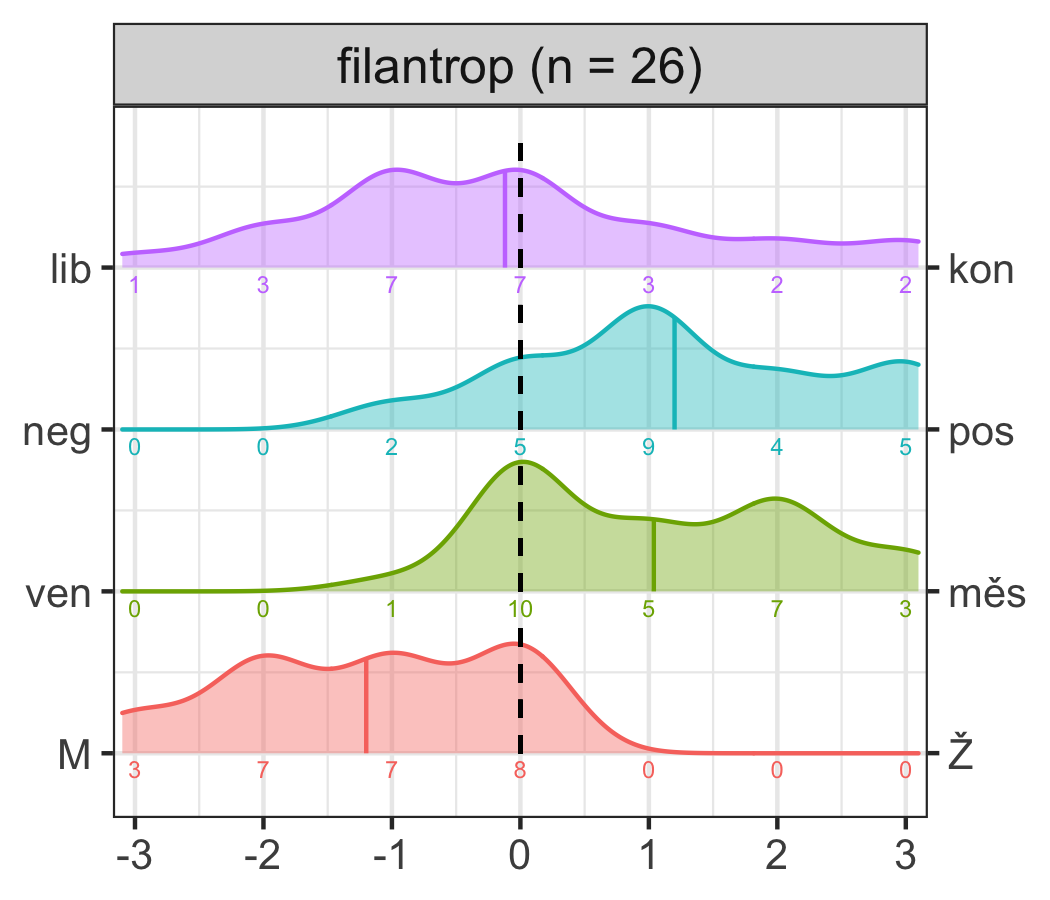 filantrop (n = 26)
lib kon
1 3 7 7 3 2 2
neg pos
0 0 2 5 9 4 5
ven měs
0 0 1 10 5 7 3
M Ž
3 7 7 8 0 0 0
-3 -2 -1 0 1 2 3